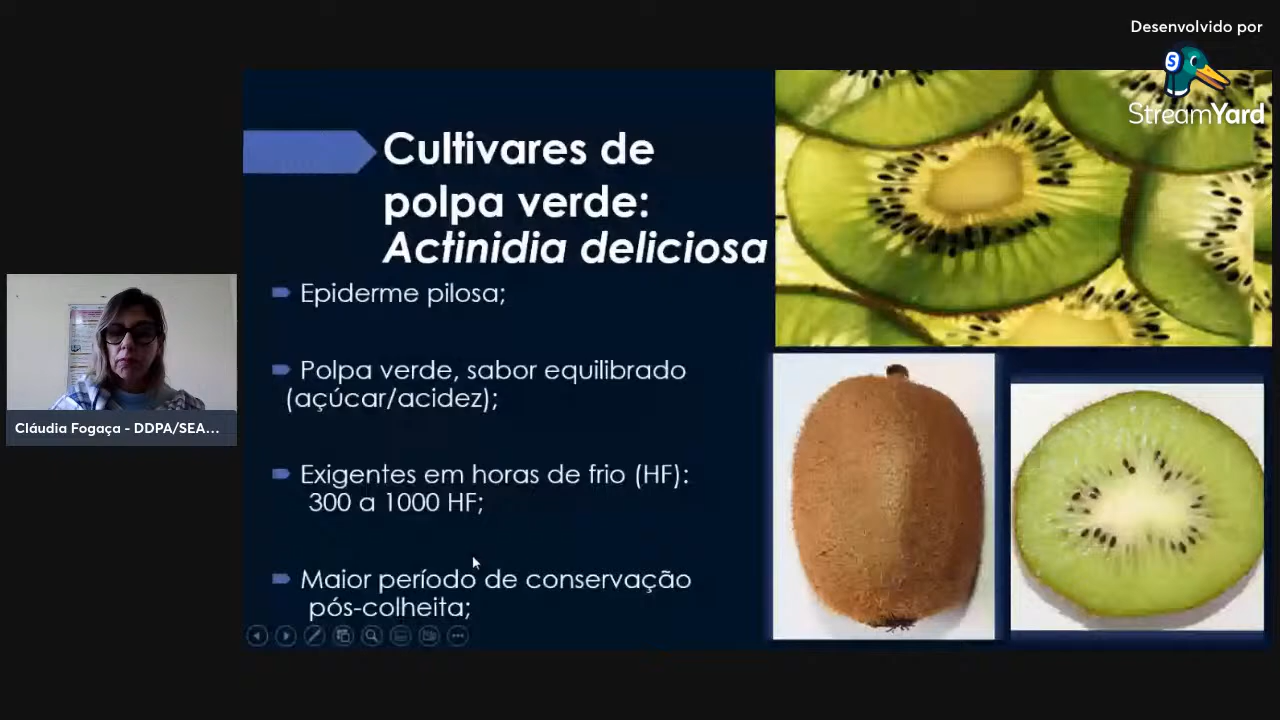 Desenvolvido por
StreamYard
Cultivares de
polpa verde:
Actinidia deliciosa
Epiderme pilosa;
Polpa verde, sabor equilibrado
(açúcar/acidez);
Exigentes em horas de frio (HF):
300 a 1000 HF;
Maior período de conservação
pós-colheita;
Cláudia Fogaça - DDPA/SEA...